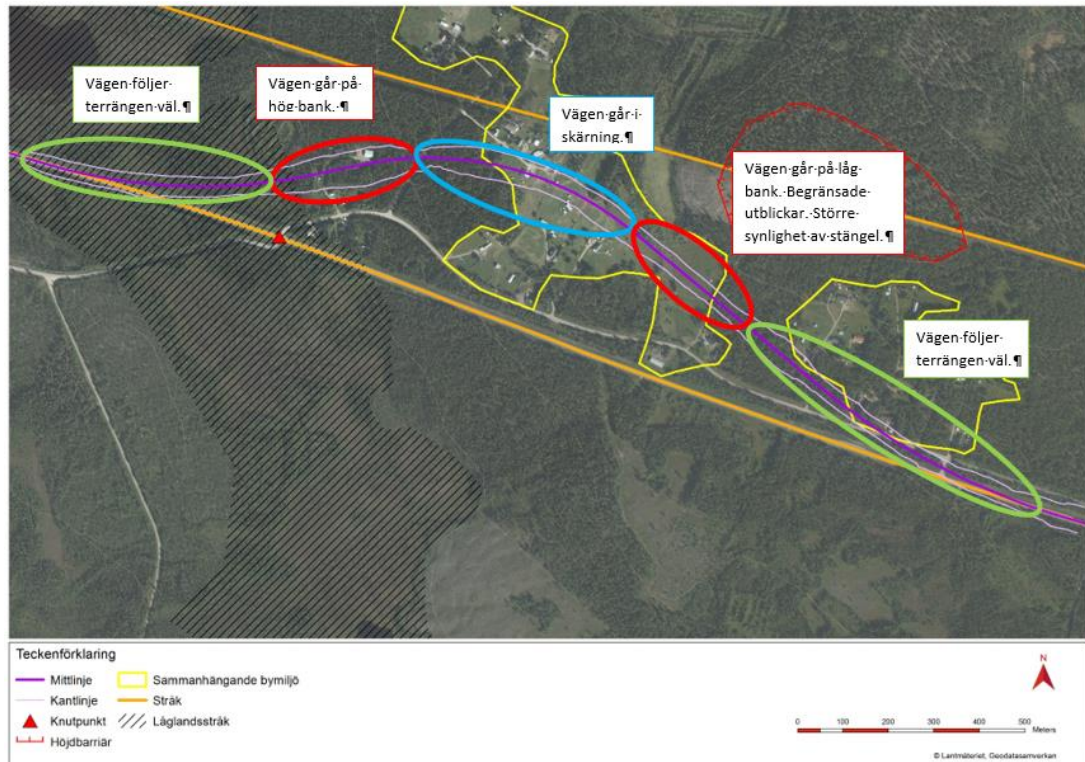 Vägen·följer·
terrängen·väl.¶
Vägen·går·på·
hög·bank.·¶
Vägen·går·i·
skärning.¶
Vägen·går·på·låg·
bank.·Begränsade·
utblickar.·Större·
synlighet·av·stängel.¶
Vägen·följer·
terrängen·väl.¶
Teckenförklaring
Mittlinje
Kantlinje
Knutpunkt
Höjdbarriär
Sammanhängande bymiljö
Stråk
Låglandsstråk
N
0 100 200 300 400 500
Meters
© Lantmäteriet, Geodatasamverkan